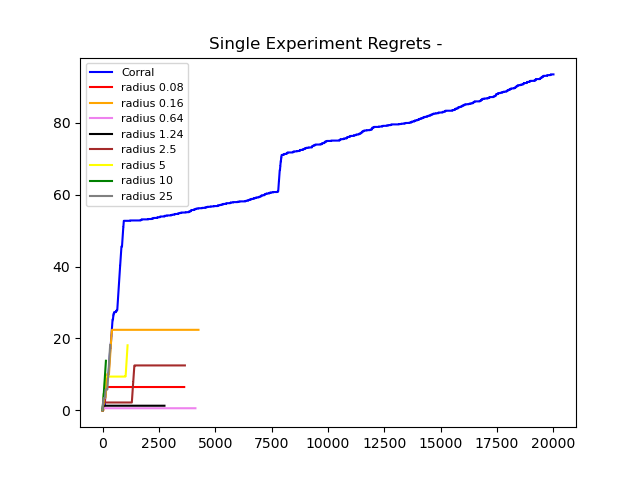 Single Experiment Regrets -
Corral
radius 0.08
radius 0.16
radius 0.64
radius 1.24
radius 2.5
radius 5
radius 10
radius 25
80
60
40
20
0
0 2500 5000 7500 10000 12500 15000 17500 20000